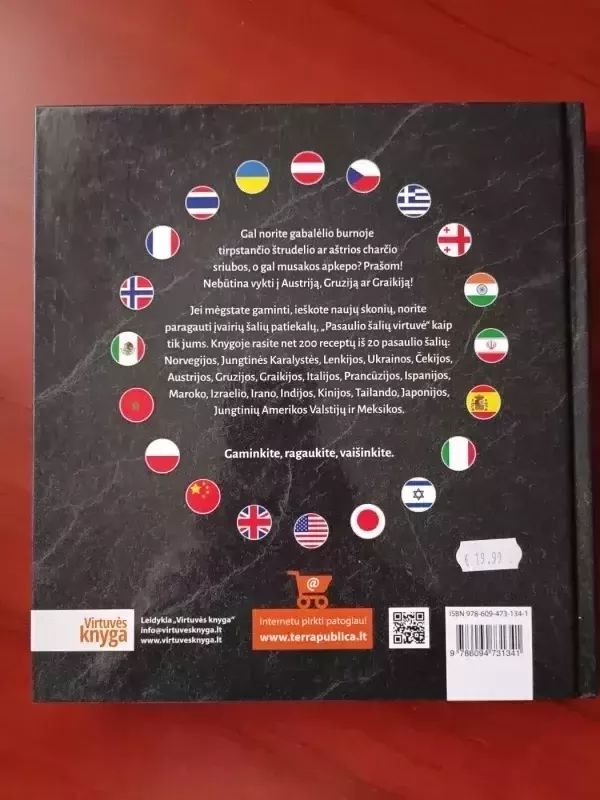 Gal norite gabalėlio burnoje
tirpstančio štrudelio ar aštrios charčio
sriubos, o gal musakos apkepo? Prašom!
Nebūtina vykti į Austriją, Gruziją ar Graikiją!
Jei mėgstate gaminti, ieškote naujų skonių, norite
paragauti įvairių šalių patiekalų, „Pasaulio šalių virtuvė“ kaip
tik jums. Knygoje rasite net 200 receptų iš 20 pasaulio šalių:
Norvegijos, Jungtinės Karalystės, Lenkijos, Ukrainos, Čekijos,
Austrijos, Gruzijos, Graikijos, Italijos, Prancūzijos, Ispanijos,
Maroko, Izraelio, Irano, Indijos, Kinijos, Tailando, Japonijos,
Jungtinių Amerikos Valstijų ir Meksikos.
Gaminkite, ragaukite, vaišinkite.
€ 19.99
Virtuvės
knyga
Leidykla „Virtuvės knyga“
info@virtuvesknyga.lt
www.virtuvesknyga.lt
@
Internetu pirkti patogiau!
www.terrapublica.lt
ISBN 978-609-473-134-1
9 786094 731341